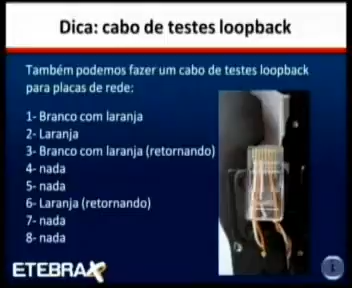 Dica: cabo de testes loopback
Também podemos fazer um cabo de testes loopback
para placas de rede:
1- Branco com laranja
2- Laranja
3- Branco com laranja (retornando)
4- nada
5- nada
6- Laranja (retornando)
7- nada
8- nada
ETEBRAX
1